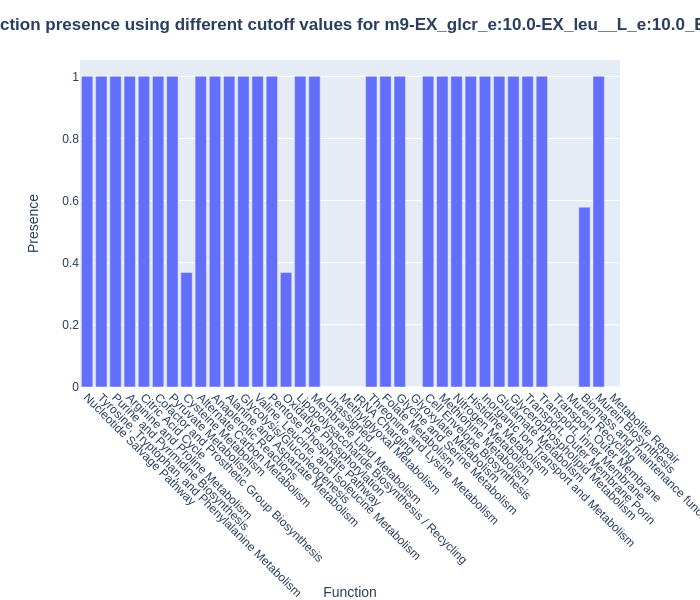 ction presence using different cutoff values for m9-EX_glcr_e:10.0-EX_leu__L_e:10.0_E
1
0.8
0.6
0.4
0.2
0
Presence
Nucleotide Salvage Pathway
Tyrosine, Tryptophan, and Phenylalanine Metabolism
Purine and Pyrimidine Biosynthesis
Arginine and Proline Metabolism
Citric Acid Cycle
Cofactor and Prosthetic Group Biosynthesis
Pyruvate Metabolism
Cysteine Metabolism
Alternate Carbon Metabolism
Anaplerotic Reactions
Alanine and Aspartate Metabolism
Glycolysis/Gluconeogenesis
Valine, Leucine, and Isoleucine Metabolism
Pentose Phosphate Pathway
Oxidative Phosphorylation
Lipopolysaccharide Biosynthesis / Recycling
Membrane Lipid Metabolism
Unassigned
Methylglyoxal Metabolism
tRNA Charging
Threonine and Lysine Metabolism
Folate Metabolism
Glycine and Serine Metabolism
Glyoxylate Metabolism
Cell Envelope Biosynthesis
Methionine Metabolism
Nitrogen Metabolism
Histidine Metabolism
Inorganic Ion Transport and Metabolism
Glutamate Metabolism
Glycerophospholipid Metabolism
Transport, Outer Membrane Porin
Transport, Inner Membrane
Transport, Outer Membrane
Murein Recycling
Biomass and maintenance func
Murein Biosynthesis
Metabolite Repair
Function